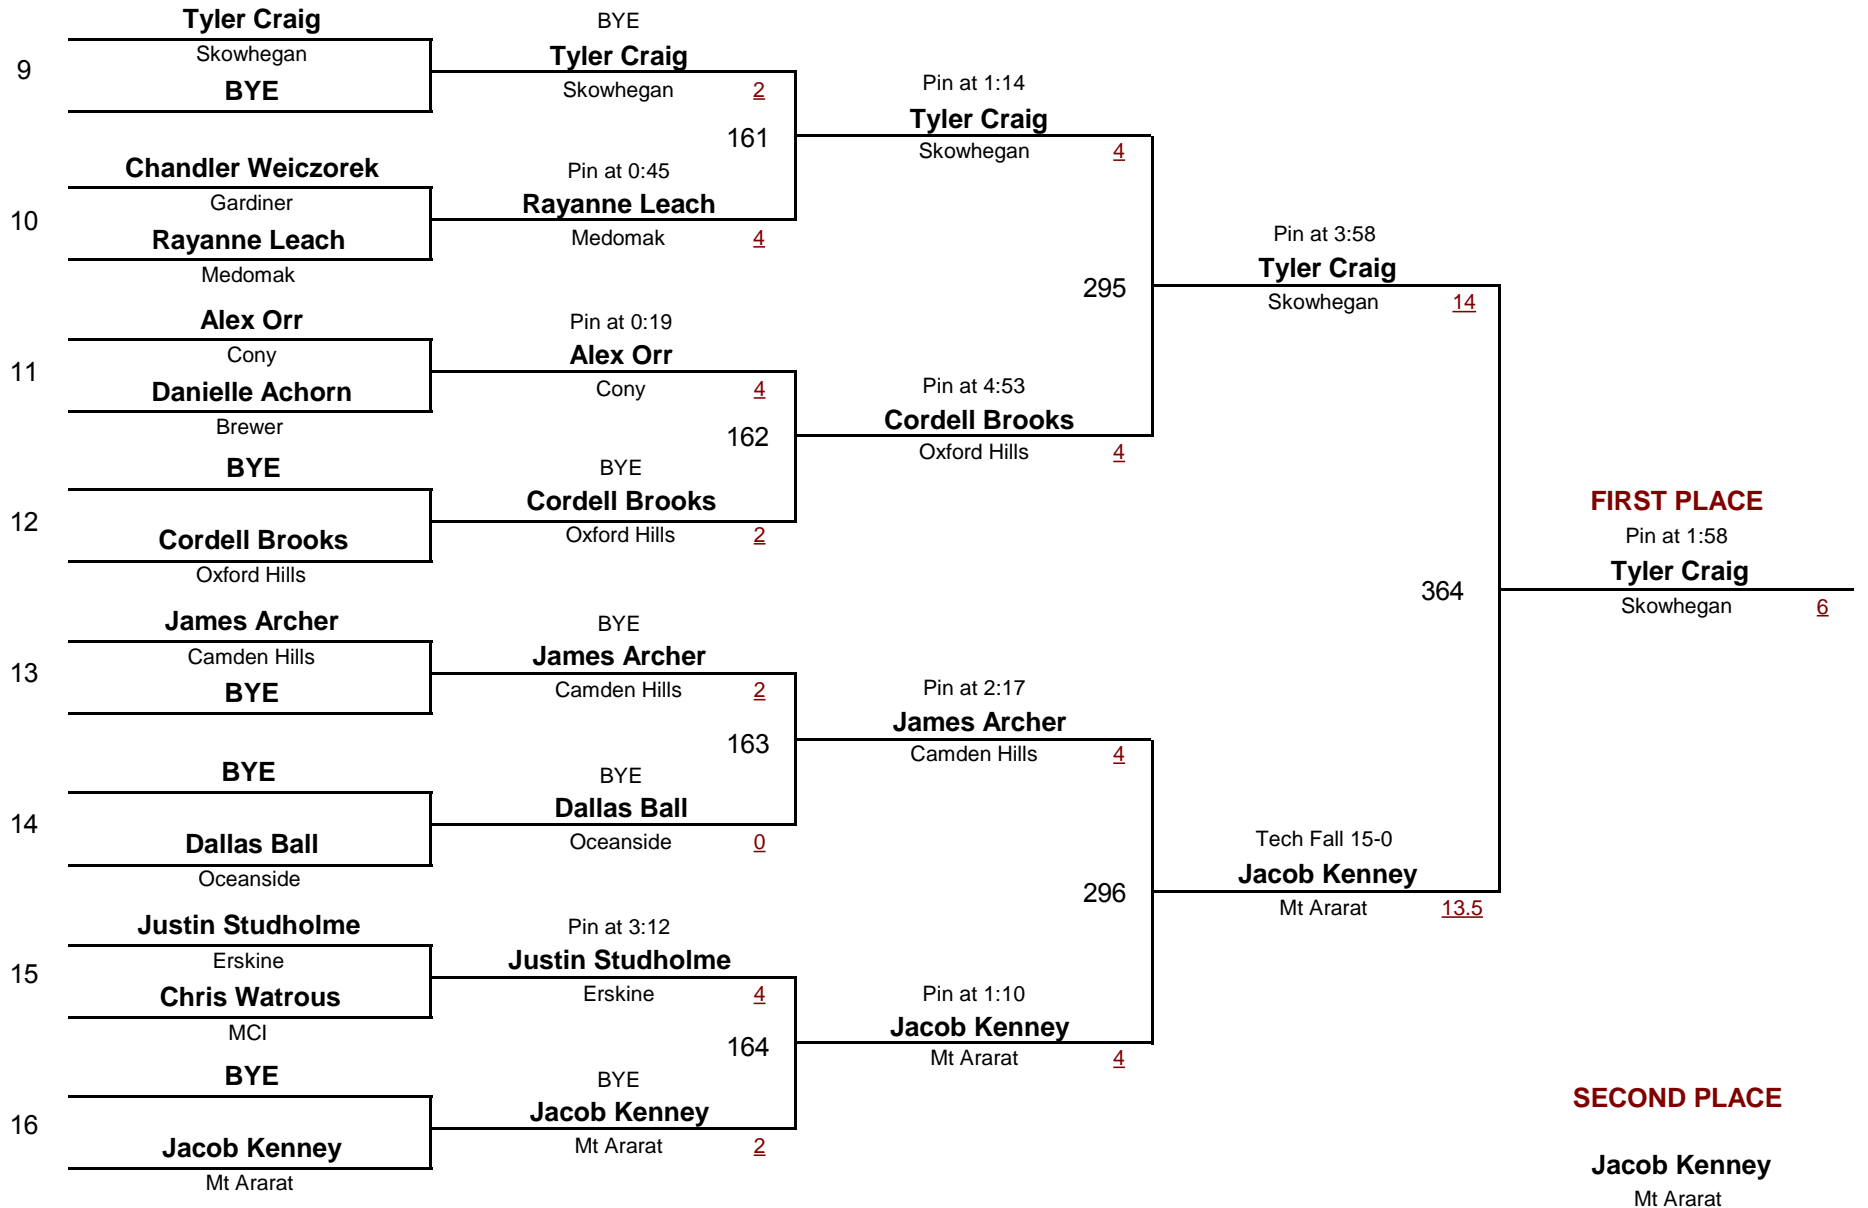 Tyler Craig
Skowhegan
9
BYE
Chandler Weiczorek
Gardiner
10
Rayanne Leach
Medomak
Alex Orr
Cony
11
Danielle Achorn
Brewer
BYE
12
Cordell Brooks
Oxford Hills
James Archer
Camden Hills
13
BYE
BYE
14
Dallas Ball
Oceanside
Justin Studholme
Erskine
15
Chris Watrous
MCI
BYE
16
Jacob Kenney
Mt Ararat
BYE
Tyler Craig
Skowhegan 2
161
Pin at 0:45
Rayanne Leach
Medomak 4
Pin at 0:19
Alex Orr
Cony 4
162
BYE
Cordell Brooks
Oxford Hills 2
BYE
James Archer
Camden Hills 2
163
BYE
Dallas Ball
Oceanside 0
Pin at 3:12
Justin Studholme
Erskine 4
164
BYE
Jacob Kenney
Mt Ararat 2
Pin at 1:14
Tyler Craig
Skowhegan 4
295
Pin at 4:53
Cordell Brooks
Oxford Hills 4
Pin at 2:17
James Archer
Camden Hills 4
296
Pin at 1:10
Jacob Kenney
Mt Ararat 4
Pin at 3:58
Tyler Craig
Skowhegan 14
364
Tech Fall 15-0
Jacob Kenney
Mt Ararat 13.5
FIRST PLACE
Pin at 1:58
Tyler Craig
Skowhegan 6
SECOND PLACE
Jacob Kenney
Mt Ararat